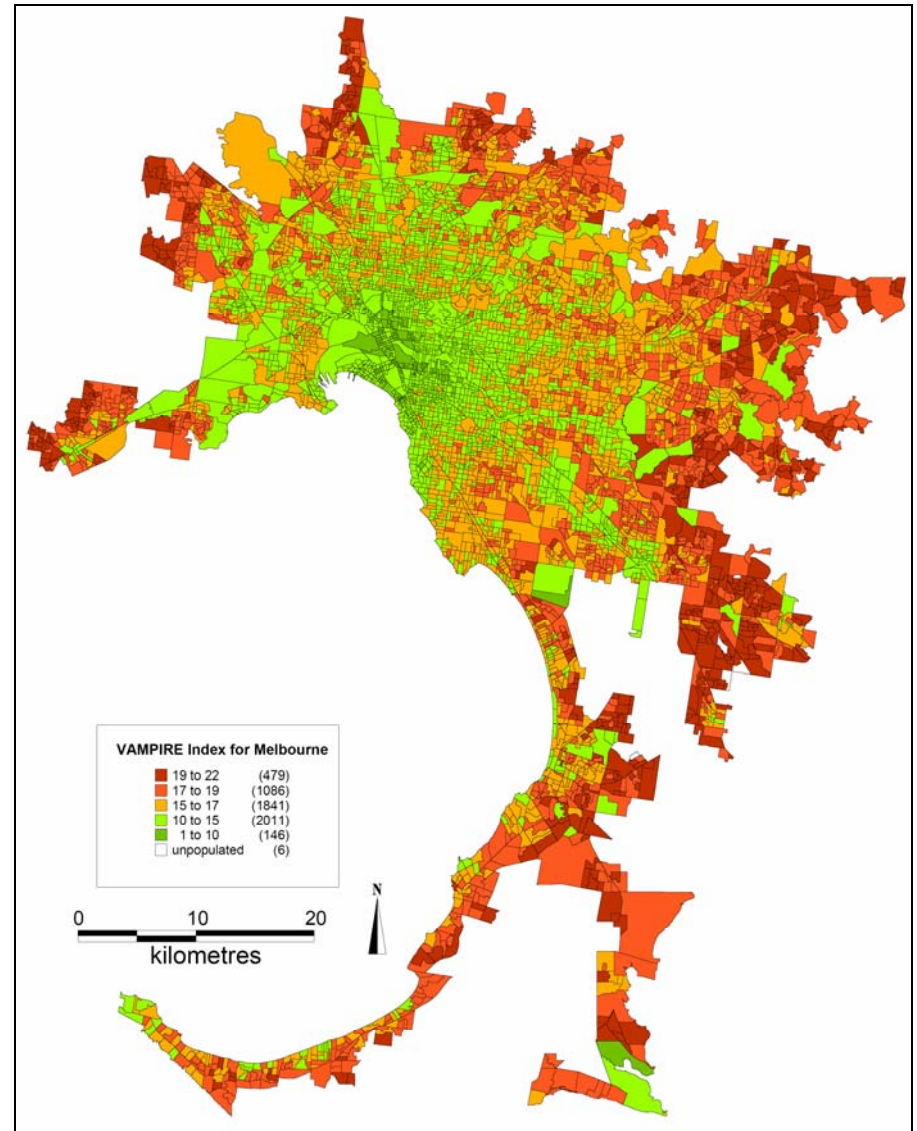 VAMPIRE Index for Melbourne
19 to 22 (479)
17 to 19 (1086)
15 to 17 (1841)
10 to 15 (2011)
1 to 10 (146)
unpopulated (6)
N
0 10 20
kilometres